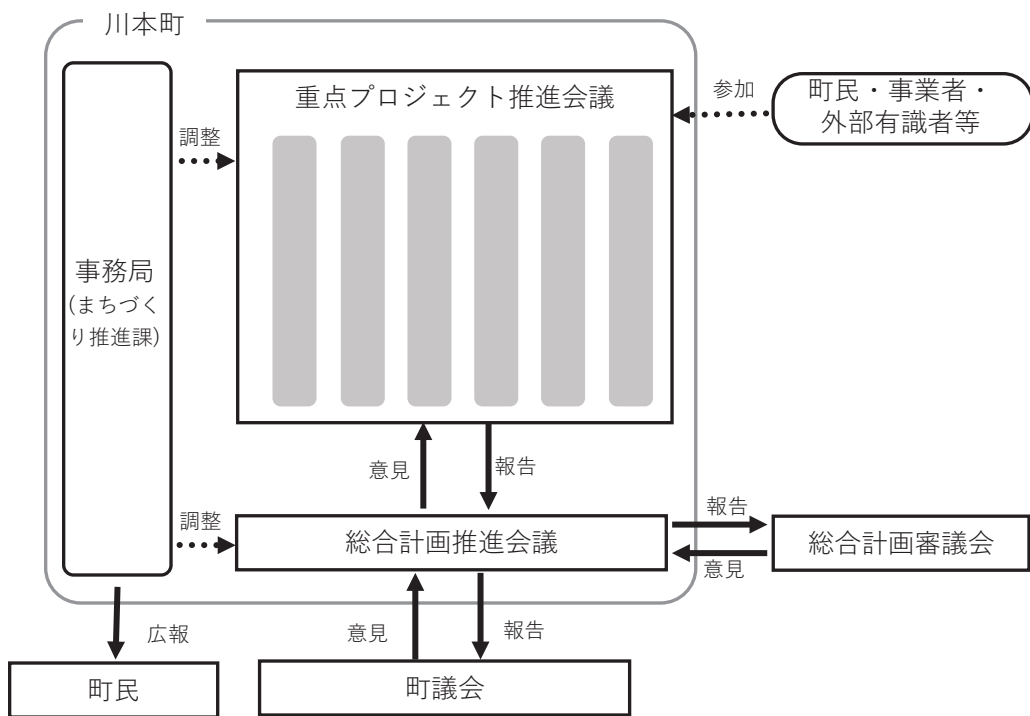 川本町
重点プロジェクト推進会議
参加
町民・事業者・
外部有識者等
調整
事務局
(まちづく
り推進課)
意見
報告
調整
総合計画推進会議
報告
意見
総合計画審議会
広報
意見
報告
町民
町議会